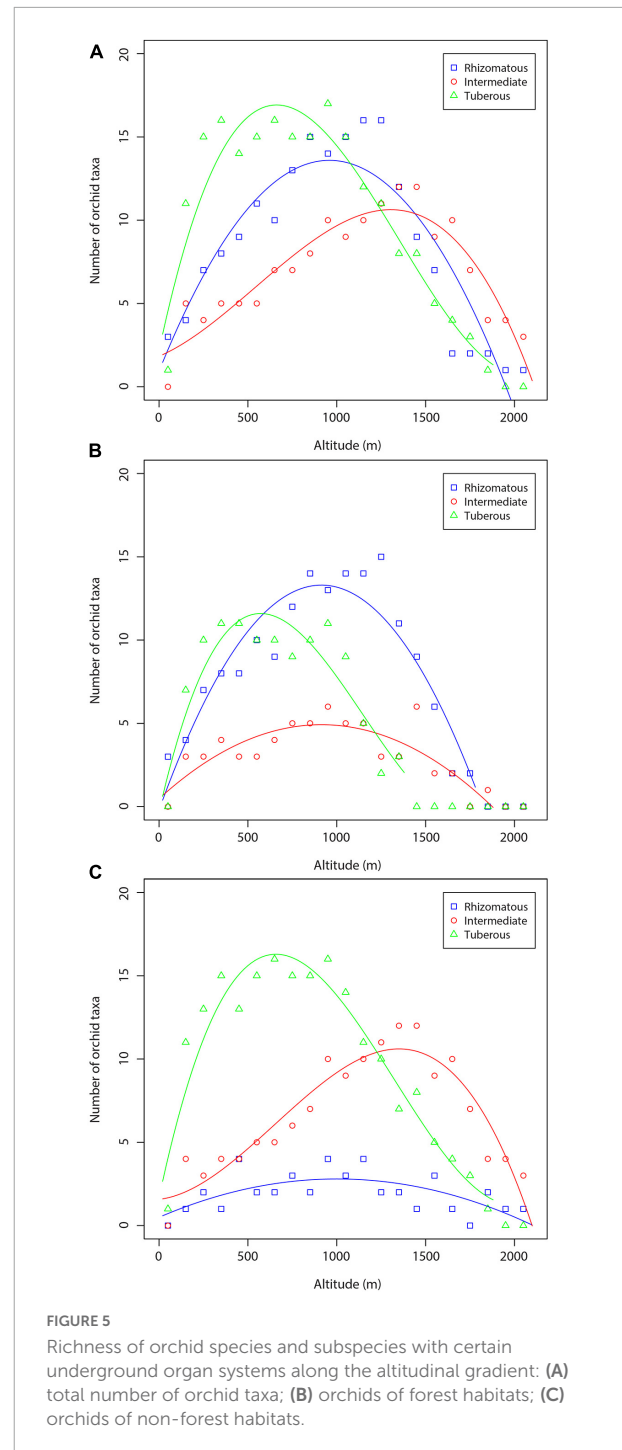 A
20
15
10
5
0
Number of orchid taxa
Rhizomatous
Intermediate
Tuberous
0 500 1000 1500 2000
Altitude (m)
B
20
15
10
5
0
Number of orchid taxa
Rhizomatous
Intermediate
Tuberous
0 500 1000 1500 2000
Altitude (m)
C
20
15
10
5
0
Number of orchid taxa
Rhizomatous
Intermediate
Tuberous
0 500 1000 1500 2000
Altitude (m)
FIGURE 5
Richness of orchid species and subspecies with certain
underground organ systems along the altitudinal gradient: (A)
total number of orchid taxa; (B) orchids of forest habitats; (C)
orchids of non-forest habitats.